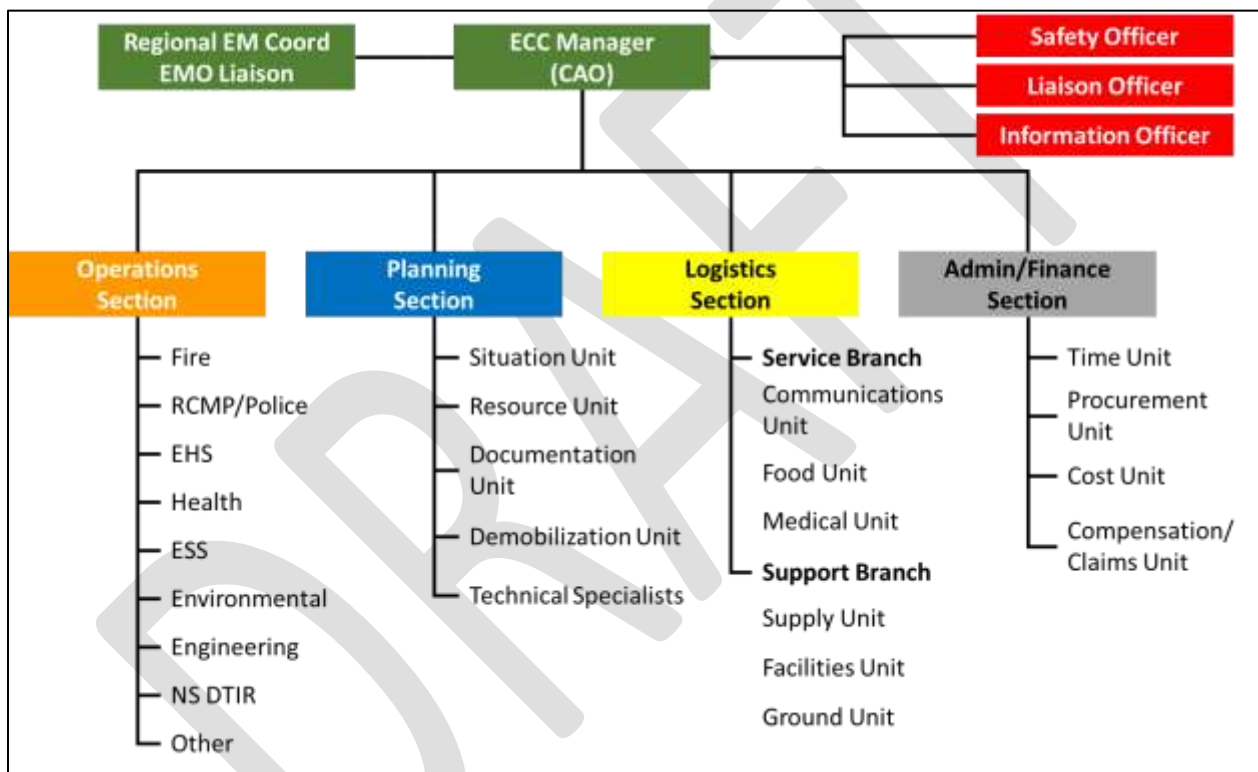 Regional EM Coord
EMO Liaison
ECC Manager
(CAO)
Safety Officer
Liaison Officer
Information Officer
Operations
Section
Fire
RCMP/Police
EHS
Health
ESS
Environmental
Engineering
NS DTIR
Other
Planning
Section
Situation Unit
Resource Unit
Documentation
Unit
Demobilization Unit
Technical Specialists
Logistics
Section
Service Branch
Communications
Unit
Food Unit
Medical Unit
Support Branch
Supply Unit
Facilities Unit
Ground Unit
Admin/Finance
Section
Time Unit
Procurement
Unit
Cost Unit
Compensation/
Claims Unit
DRAFT